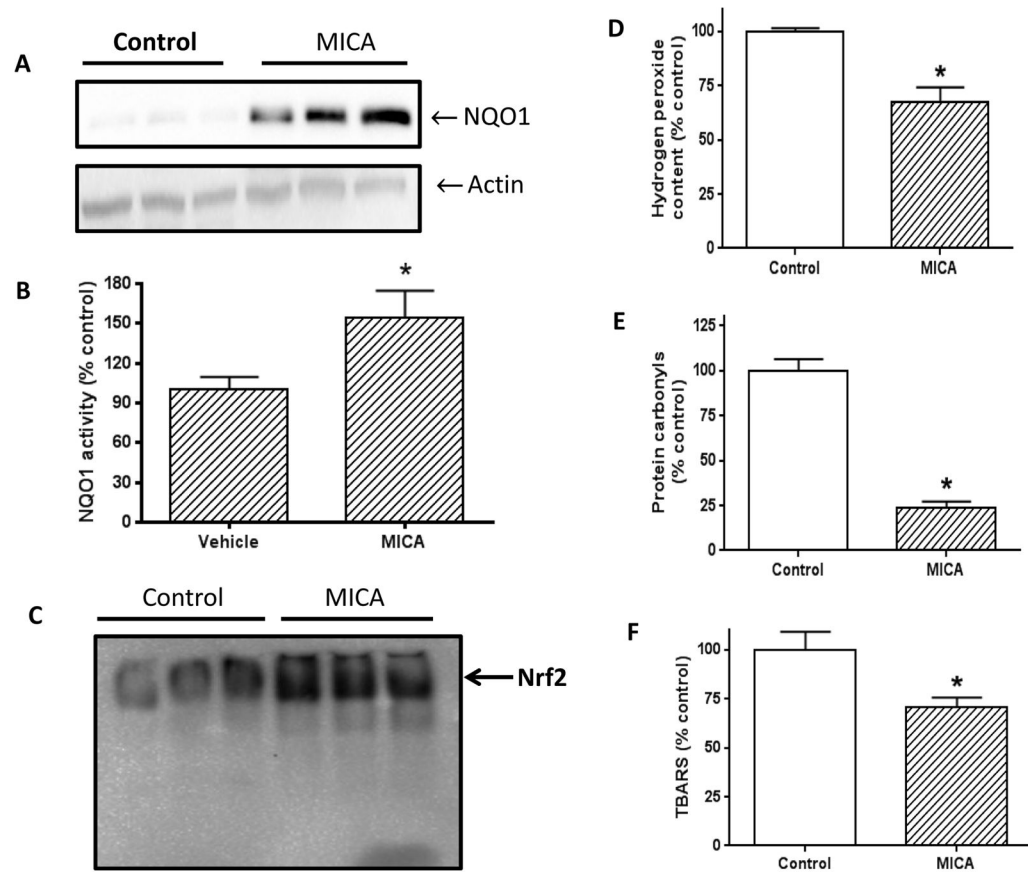 A
Control MICA
← NQO1
← Actin
B
NQO1 activity (% control)
180
150
120
90
60
30
0
*
Vehicle MICA
C
Control MICA
Nrf2
D
Hydrogen peroxide
content (% control)
100
75
50
25
0
*
Control MICA
E
Protein carbonyls
(% control)
125
100
75
50
25
0
*
Control MICA
F
TBARS (% control)
100
75
50
25
0
*
Control MICA